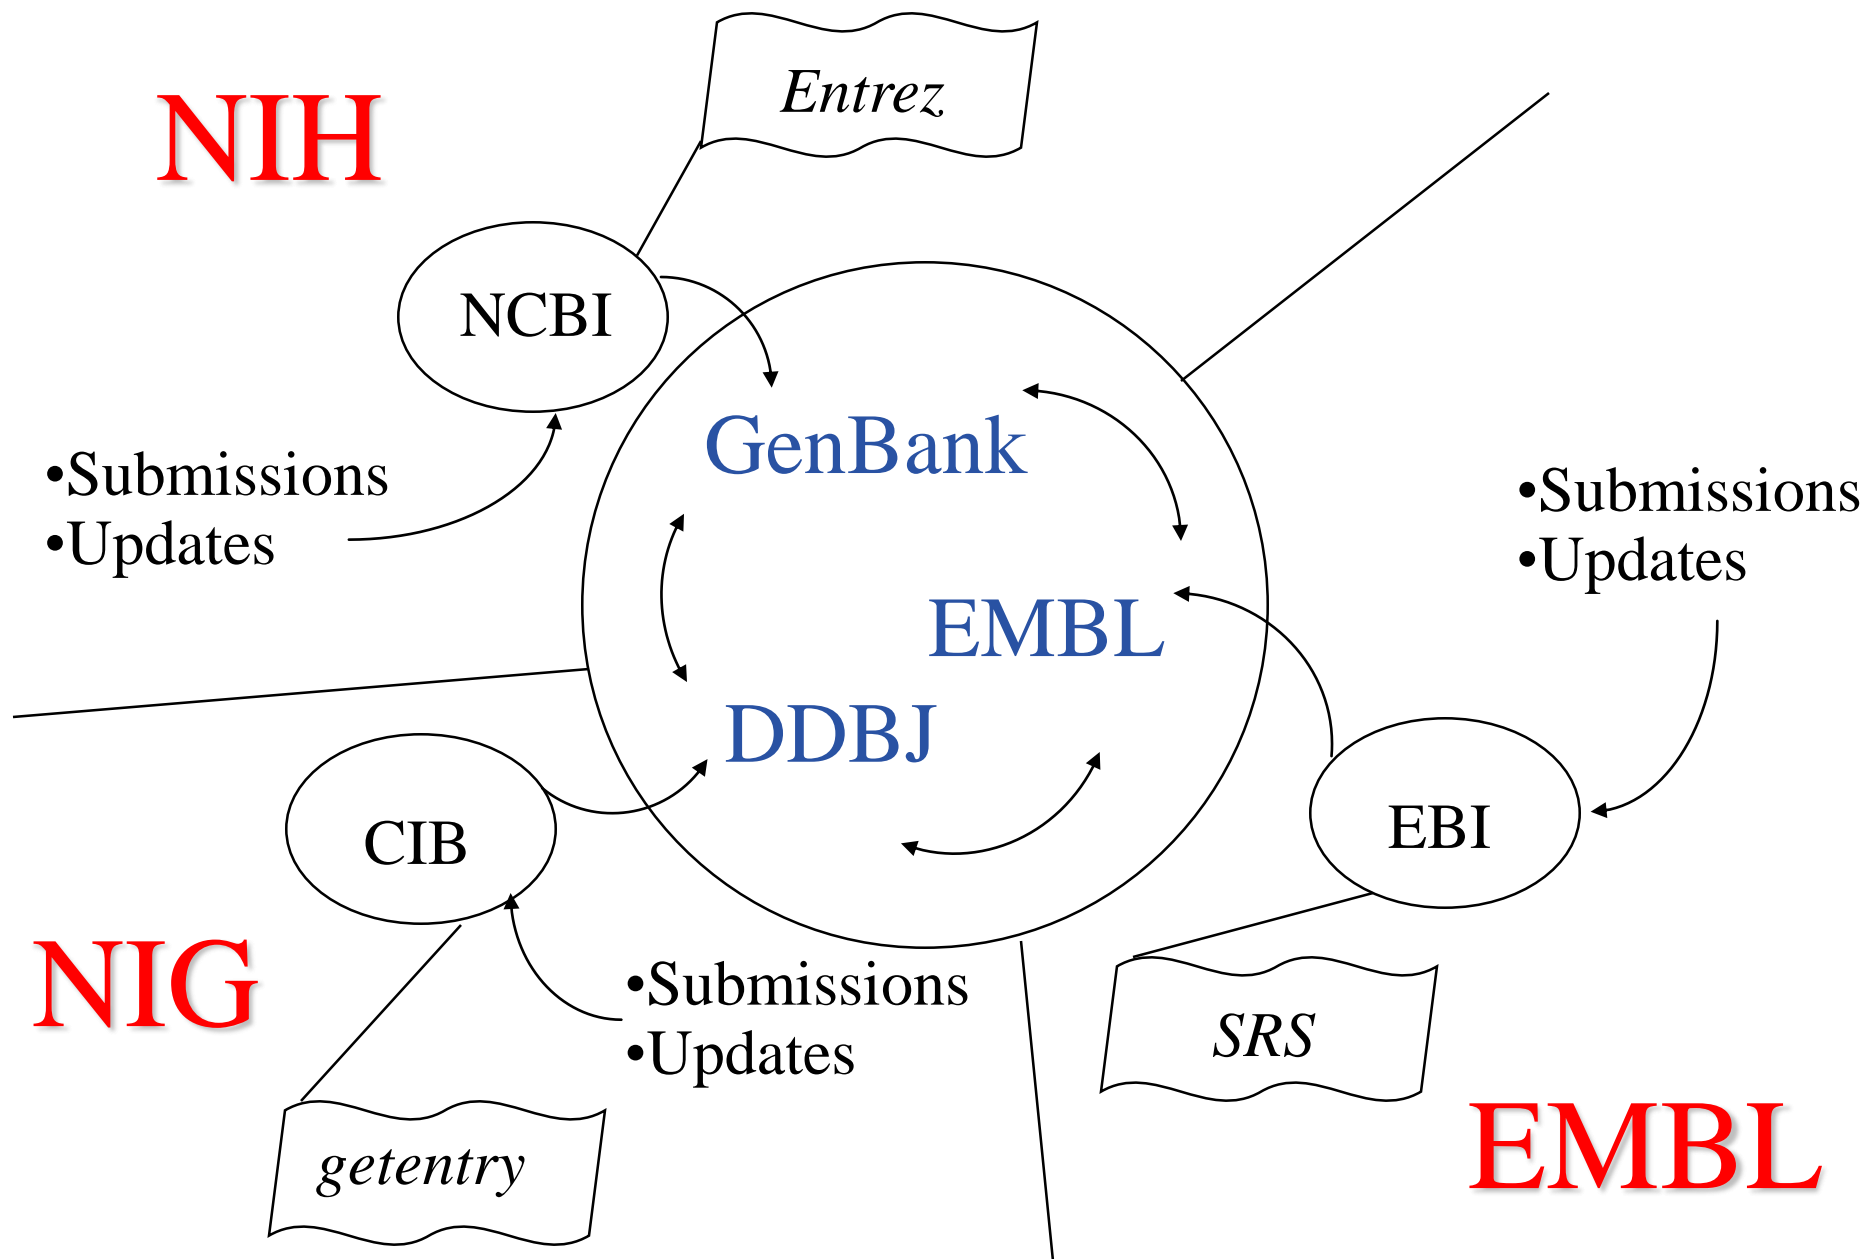 Entrez
NIH
NCBI
GenBank
•Submissions
•Updates
•Submissions
•Updates
EMBL
DDBJ
CIB
EBI
NIG
•Submissions
•Updates
SRS
getentry
EMBL